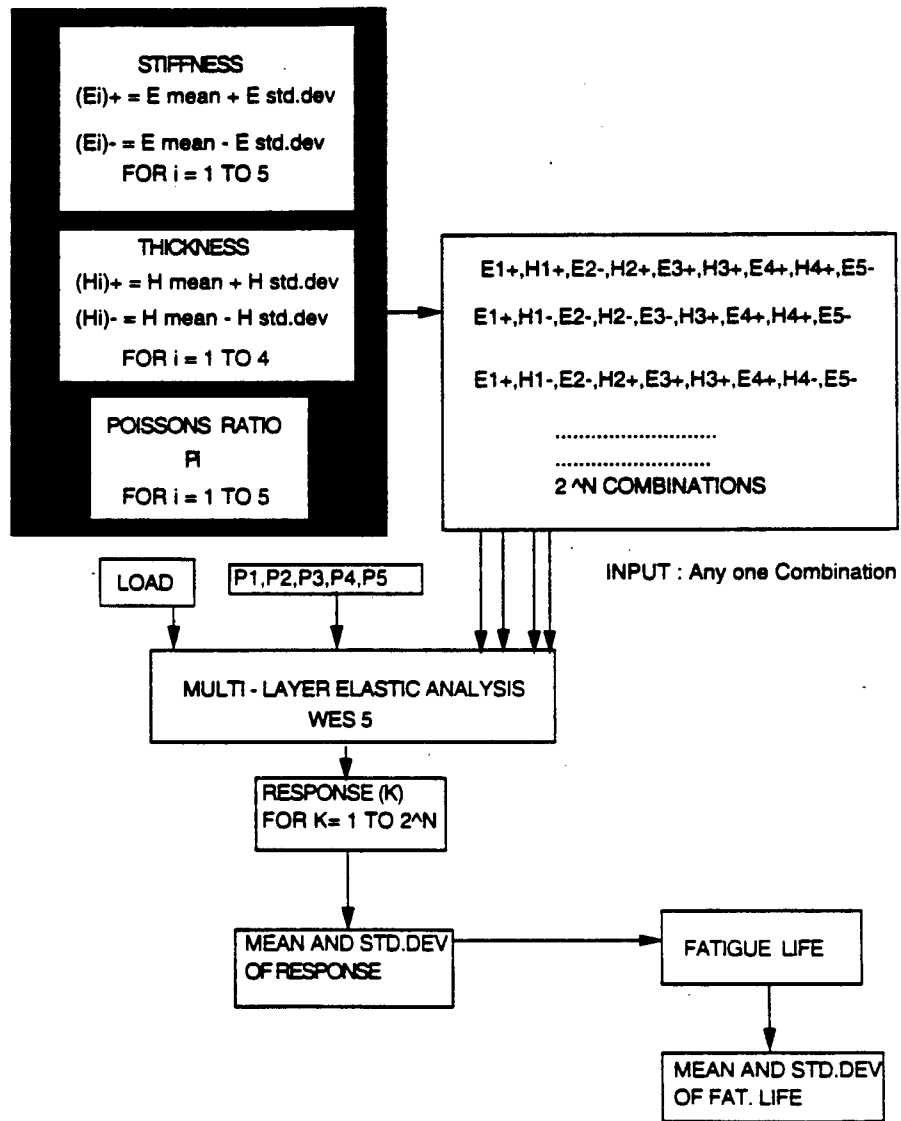 STIFFNESS
(Ei)+ = E mean + E std.dev
(Ei)- = E mean - E std.dev
FOR i = 1 TO 5
THICKNESS
(Hi)+ = H mean + H std.dev
(Hi)- = H mean - H std.dev
FOR i = 1 TO 4
POISSONS RATIO
Pi
FOR i = 1 TO 5
E1+,H1+,E2-,H2+,E3+,H3+,E4+,H4+,E5-
E1+,H1-,E2-,H2-,E3-,H3+,E4+,H4+,E5-
E1+,H1-,E2-,H2+,E3+,H3+,E4+,H4-,E5-
............................
...........................
2 ^N COMBINATIONS
INPUT : Any one Combination
LOAD
P1,P2,P3,P4,P5
MULTI - LAYER ELASTIC ANALYSIS
WES 5
RESPONSE (K)
FOR K= 1 TO 2^N
MEAN AND STD.DEV
OF RESPONSE
FATIGUE LIFE
MEAN AND STD.DEV
OF FAT. LIFE